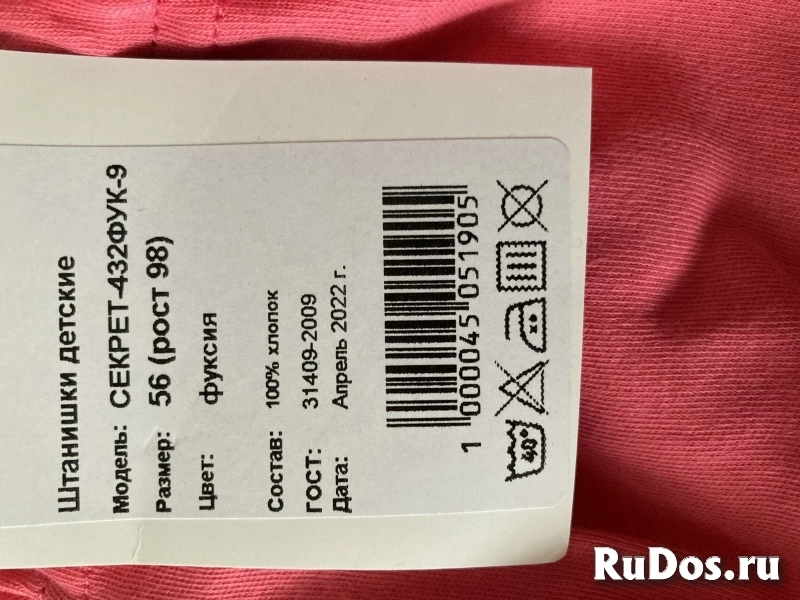 Штанишки детские
Модель: СЕКРЕТ-432ФУК-9
Размер: 56 (рост 98)
Цвет: фуксия
Состав: 100% хлопок
ГОСТ: 31409-2009
Дата: Апрель 2022 г.
1 000045 051905
40°
RuDos.ru